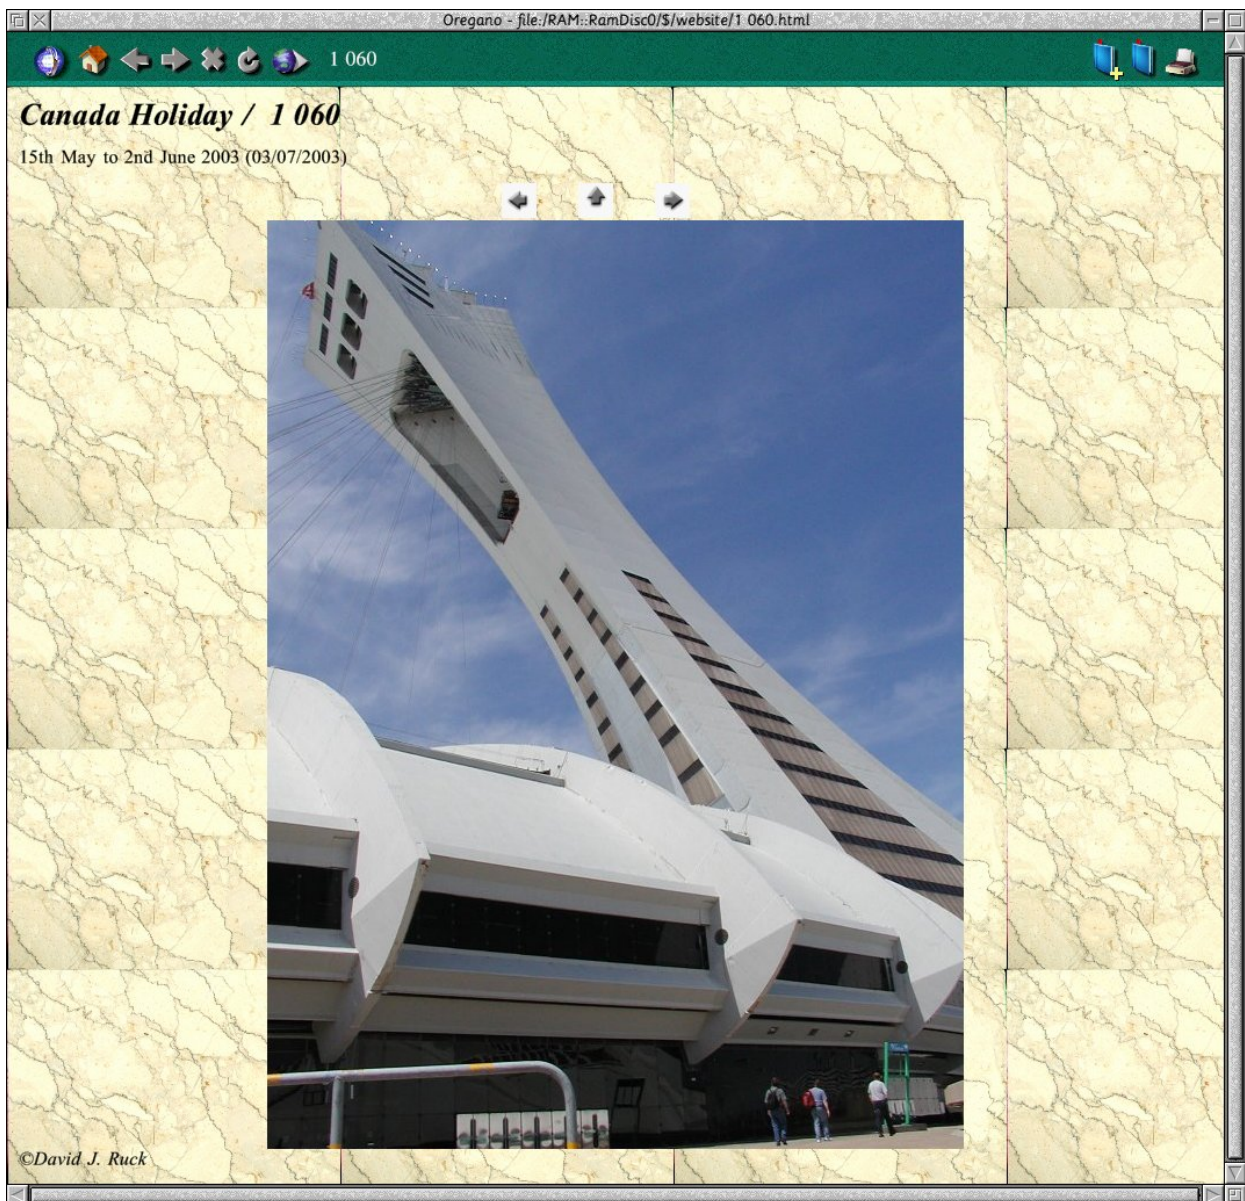 Oregano - file:/RAM::RamDisc0/$/website/1 060.html
1 060
Canada Holiday / 1 060
15th May to 2nd June 2003 (03/07/2003)
©David J. Ruck